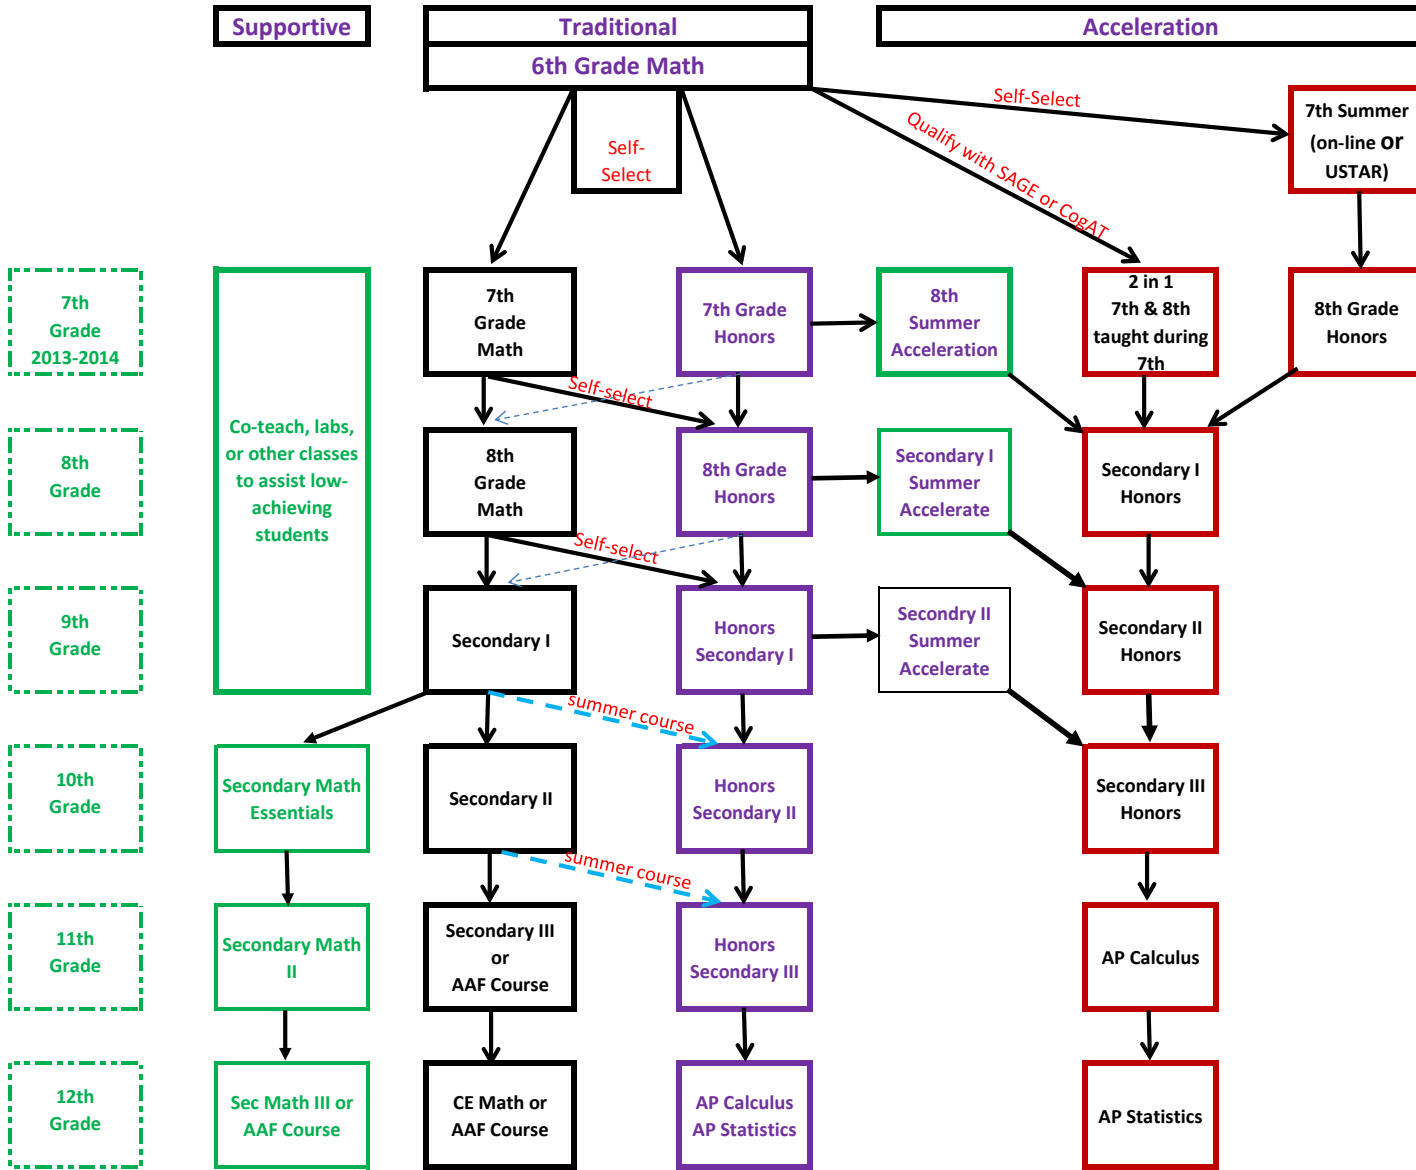 Supportive
Traditional
Acceleration
6th Grade Math
Self-Select
7th Summer
(on-line or
USTAR)
Qualify with SAGE or CogAT
Self-
Select
7th
Grade
2013-2014
7th
Grade
Math
7th Grade
Honors
8th
Summer
Acceleration
2 in 1
7th & 8th
taught during
7th
8th Grade
Honors
Self-select
Co-teach, labs,
or other classes
to assist low-
achieving
students
8th
Grade
8th
Grade
Math
8th Grade
Honors
Secondary I
Summer
Accelerate
Secondary I
Honors
Self-select
9th
Grade
Secondary I
Honors
Secondary I
Secondry II
Summer
Accelerate
Secondary II
Honors
summer course
10th
Grade
Secondary Math
Essentials
Secondary II
Honors
Secondary II
Secondary III
Honors
summer course
11th
Grade
Secondary Math
II
Secondary III
or
AAF Course
Honors
Secondary III
AP Calculus
12th
Grade
Sec Math III or
AAF Course
CE Math or
AAF Course
AP Calculus
AP Statistics
AP Statistics